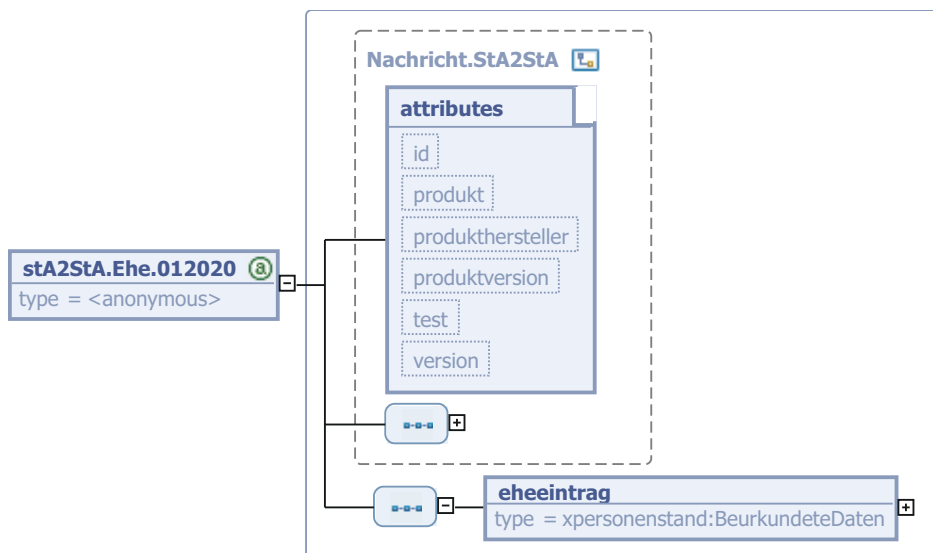 Nachricht.StA2StA
attributes
id
produkt
produkthersteller
produktversion
test
version
stA2StA.Ehe.012020 a
type = <anonymous>
eheeintrag
type = xpersonenstand:BeurkundeteDaten